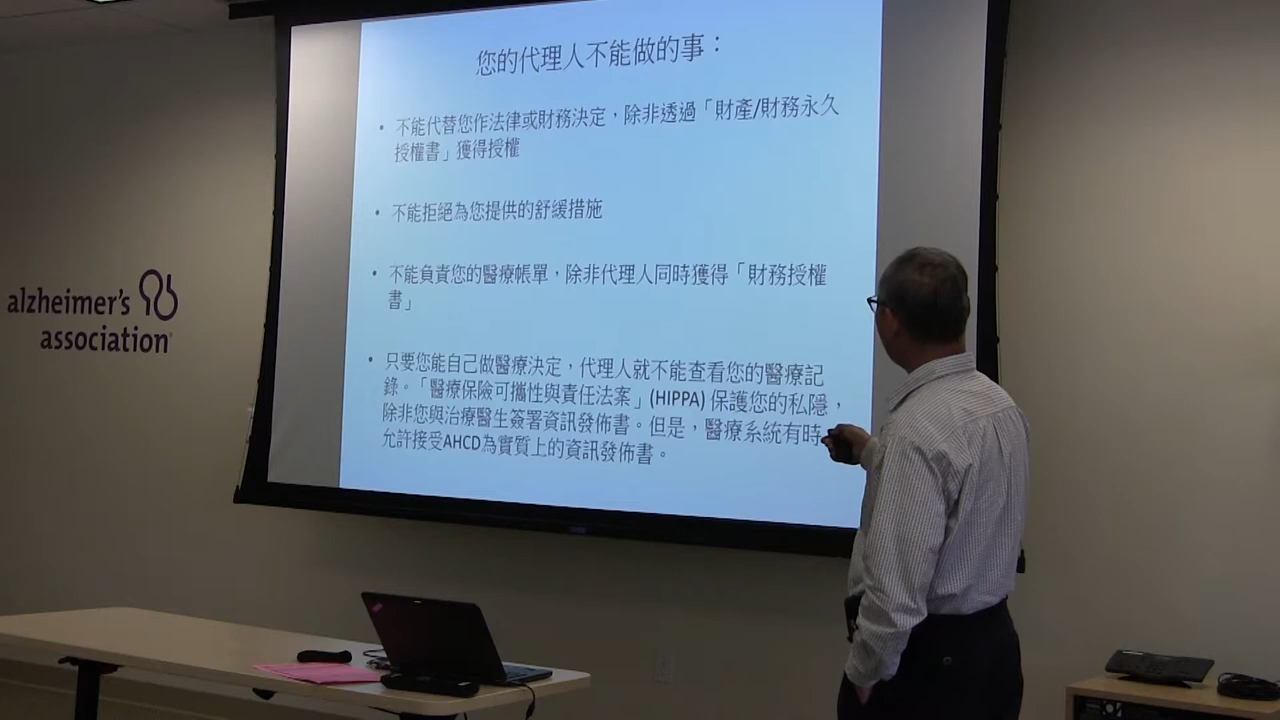 您的代理人不能做的事：
• 不能代替您作法律或財務決定，除非透過「財產/財務永久
授權書」獲得授權
• 不能拒絕為您提供的舒緩措施
• 不能負責您的醫療帳單，除非代理人同時獲得「財務授權
書」
• 只要您能自己做醫療決定，代理人就不能查看您的醫療記
錄。「醫療保險可攜性與責任法案」(HIPPA) 保護您的私隱，
除非您與治療醫生簽署資訊發佈書。但是，醫療系統有時
允許接受AHCD為實質上的資訊發佈書。
alzheimer's
association